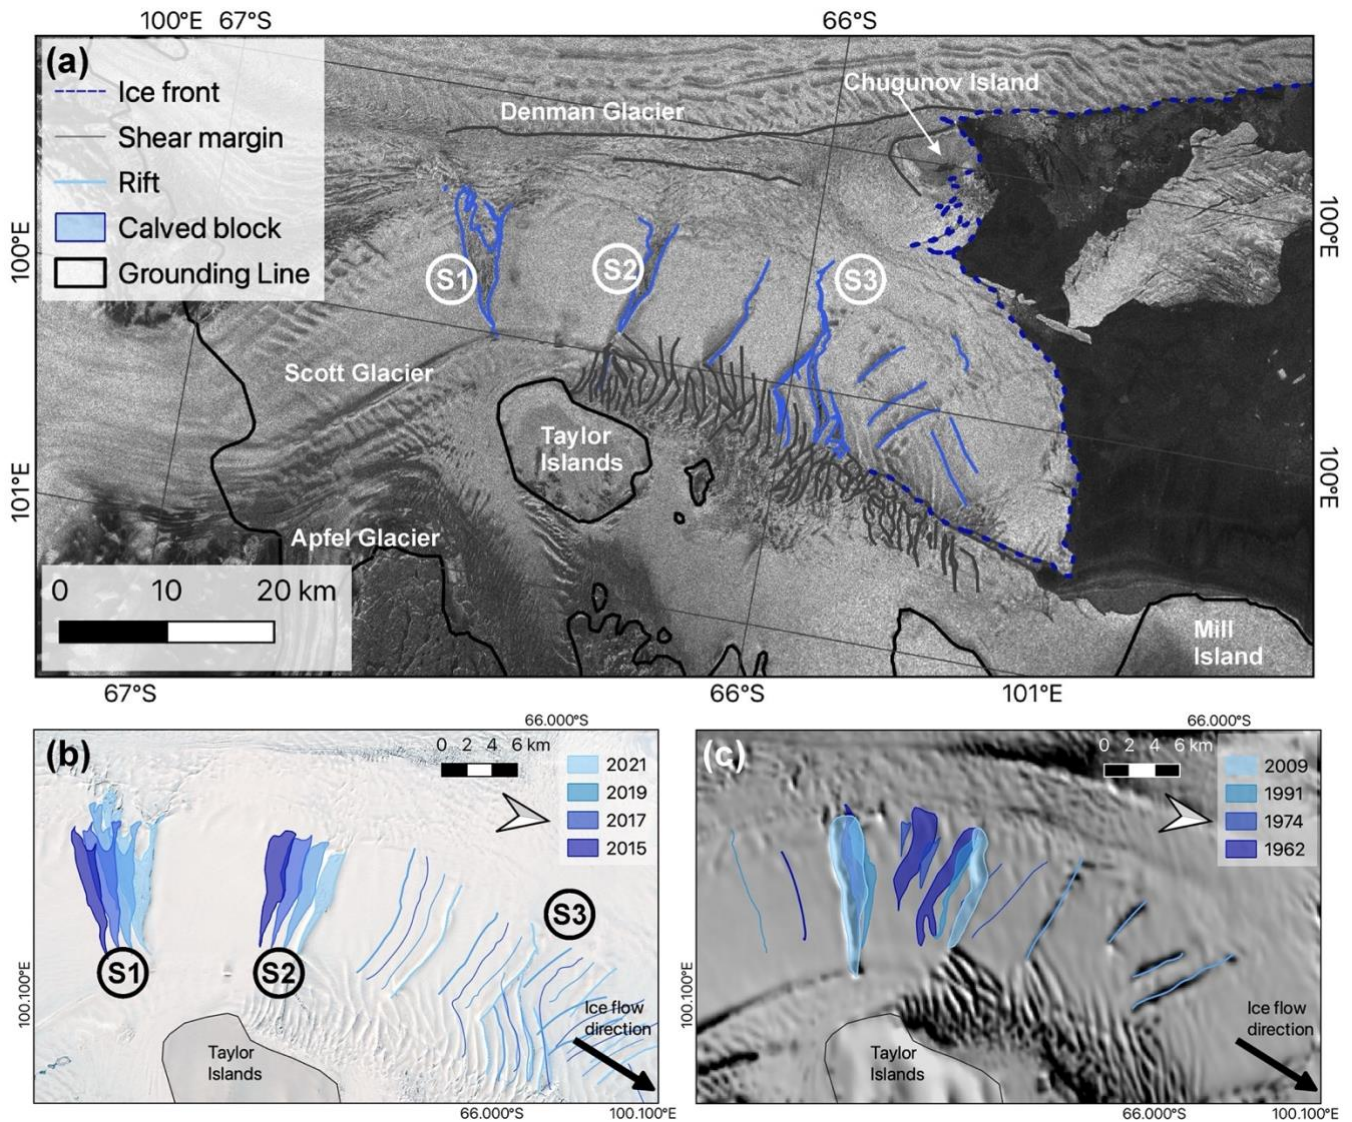 100°E 67°S 66°S
(a)
Ice front
Shear margin
Rift
Calved block
Grounding Line
Chugunov Island
Denman Glacier
100°E
100°E
S1
S2
S3
Scott Glacier
Taylor
Islands
101°E
100°E
Apfel Glacier
0 10 20 km
Mill
Island
67°S 66°S 101°E
66.000°S
(b)
0 2 4 6 km
2021
2019
2017
2015
S3
S1
S2
100.100°E
Ice flow
direction
Taylor
Islands
66.000°S 100.100°E
66.000°S
(c)
0 2 4 6 km
2009
1991
1974
1962
100.100°E
Ice flow
direction
Taylor
Islands
66.000°S 100.100°E